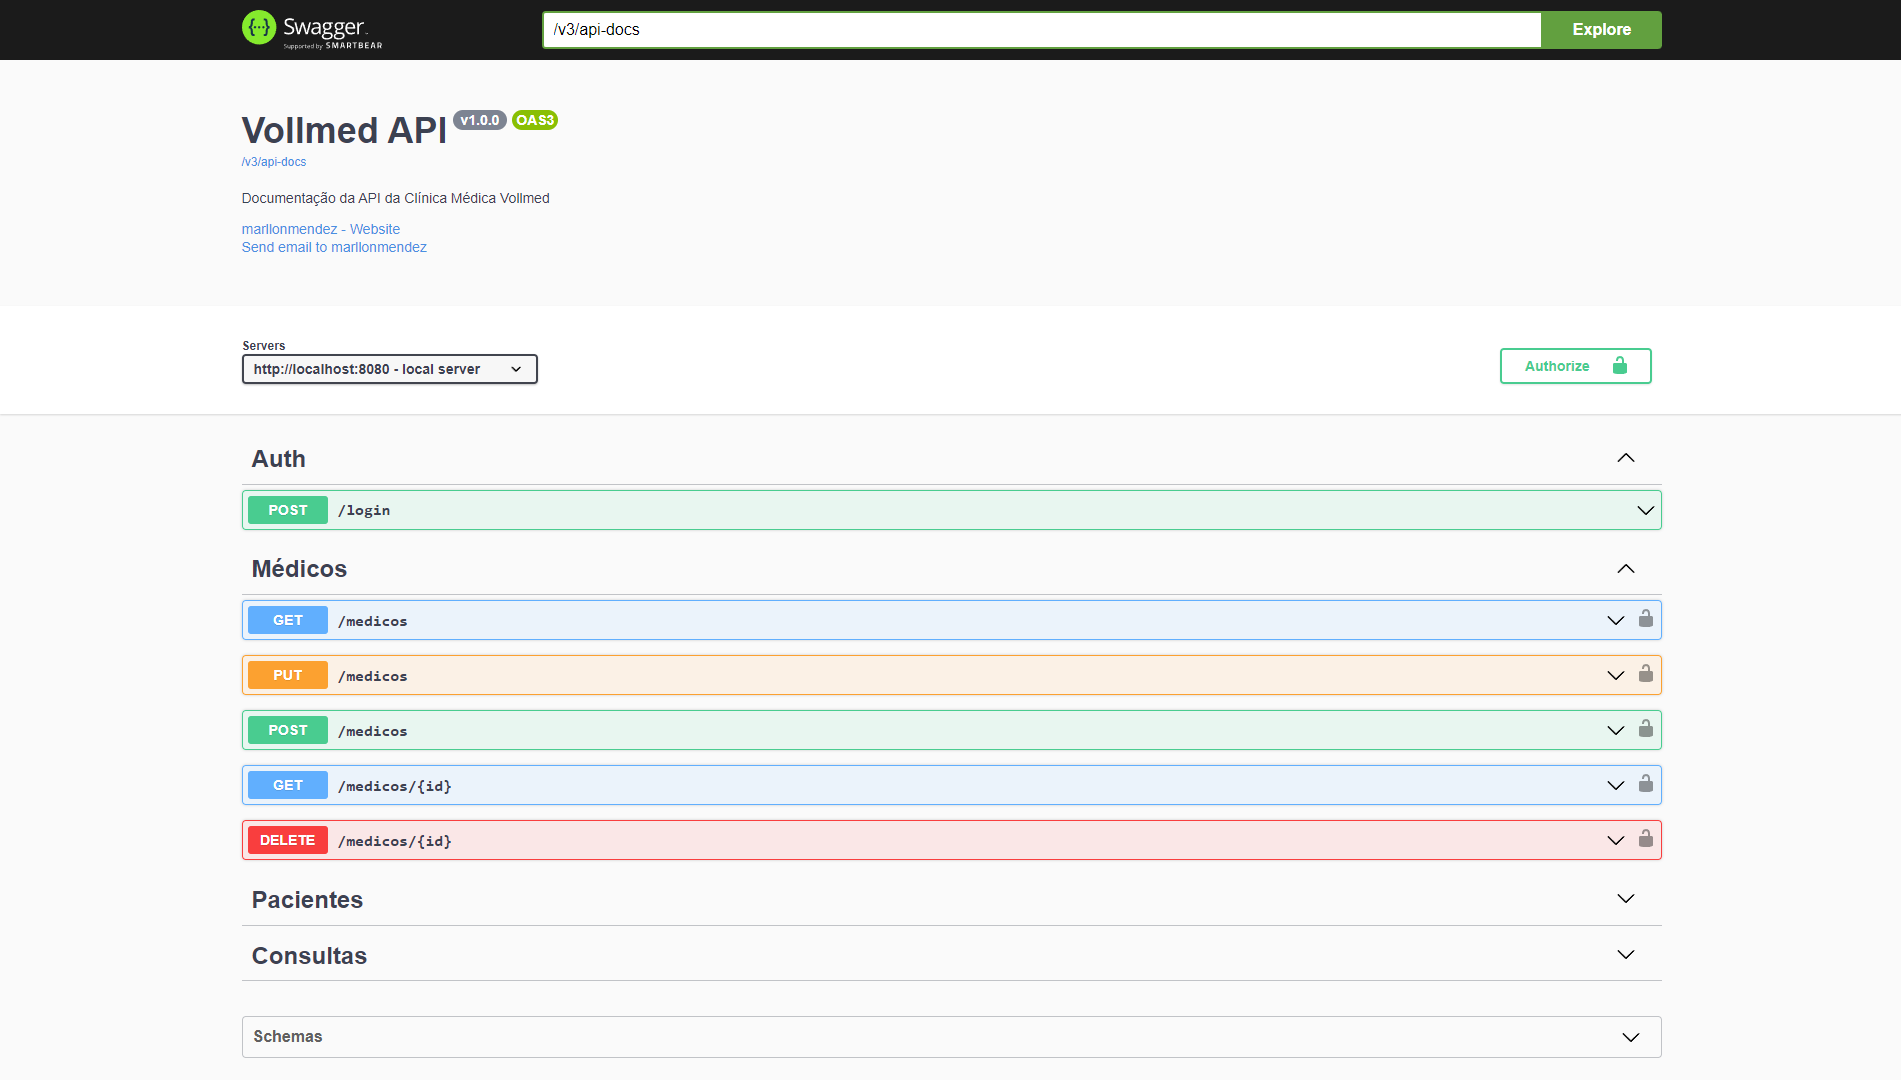 Swagger.
Supported by SMARTBEAR
/v3/api-docs
Explore
Vollmed API v1.0.0 OAS3
/v3/api-docs
Documentação da API da Clínica Médica Vollmed
marllonmendez - Website
Send email to marllonmendez
Servers
http://localhost:8080 - local server
Authorize
Auth
POST /login
Médicos
GET /medicos
PUT /medicos
POST /medicos
GET /medicos/{id}
DELETE /medicos/{id}
Pacientes
Consultas
Schemas